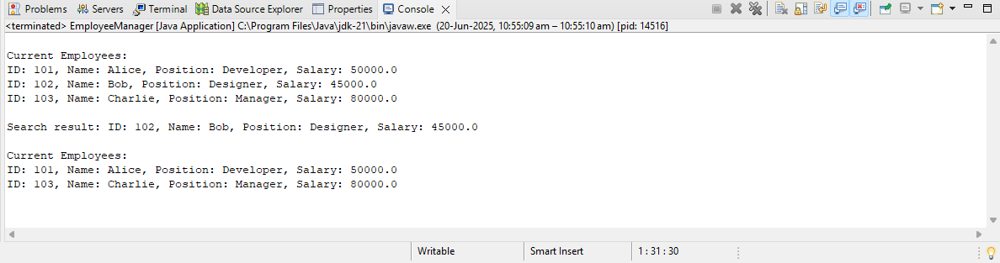 Problems Servers Terminal Data Source Explorer Properties Console
<terminated> EmployeeManager [Java Application] C:\Program Files\Java\jdk-21\bin\javaw.exe (20-Jun-2025, 10:55:09 am – 10:55:10 am) [pid: 14516]
Current Employees:
ID: 101, Name: Alice, Position: Developer, Salary: 50000.0
ID: 102, Name: Bob, Position: Designer, Salary: 45000.0
ID: 103, Name: Charlie, Position: Manager, Salary: 80000.0
Search result: ID: 102, Name: Bob, Position: Designer, Salary: 45000.0
Current Employees:
ID: 101, Name: Alice, Position: Developer, Salary: 50000.0
ID: 103, Name: Charlie, Position: Manager, Salary: 80000.0
Writable Smart Insert 1 : 31 : 30